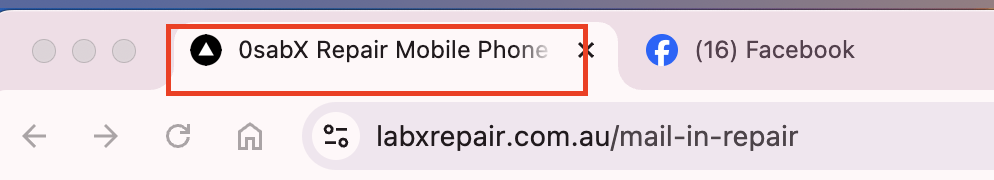 0sabX Repair Mobile Phone
(16) Facebook
labxrepair.com.au/mail-in-repair